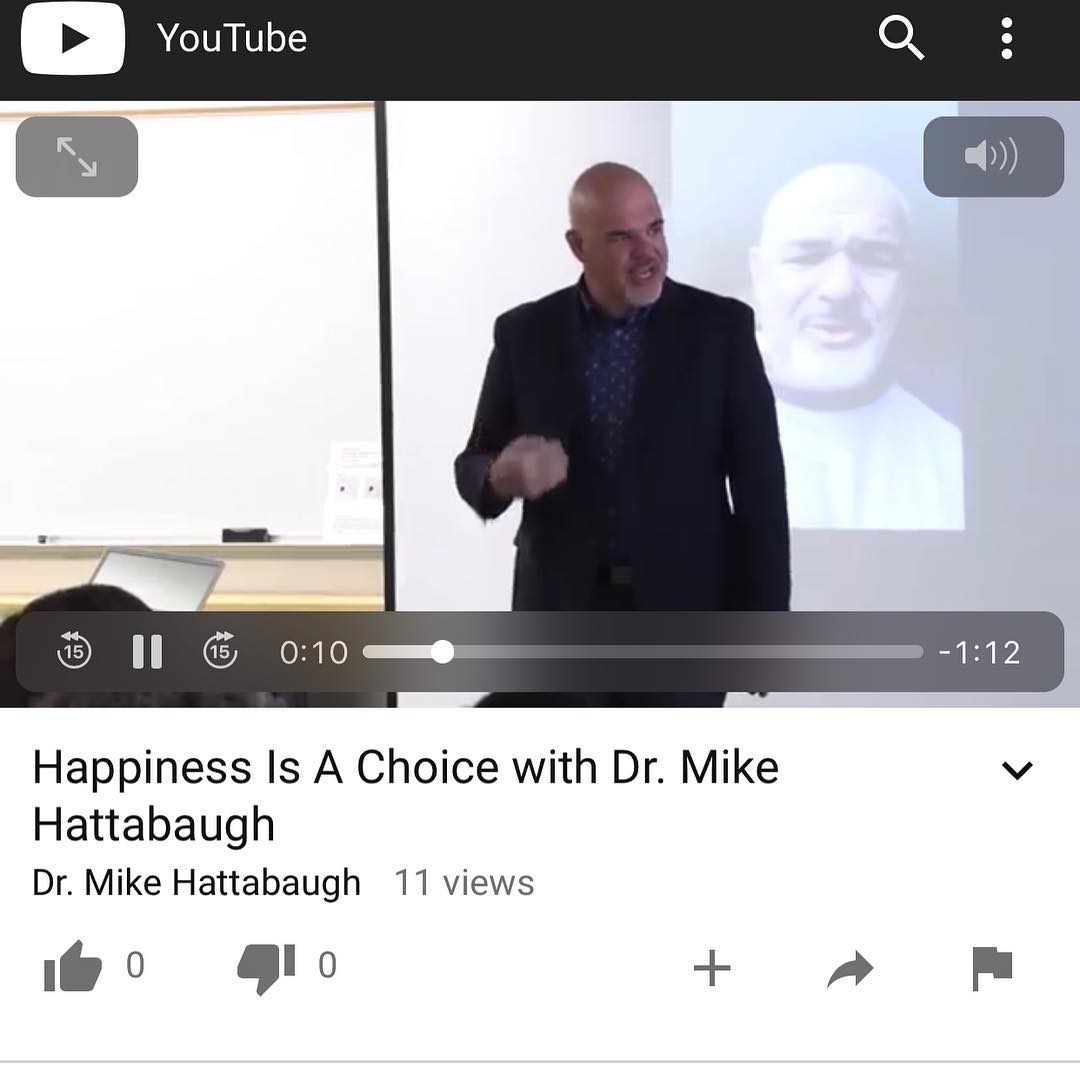 YouTube
15 15 0:10 -1:12
Happiness Is A Choice with Dr. Mike
Hattabaugh
Dr. Mike Hattabaugh 11 views
0 0